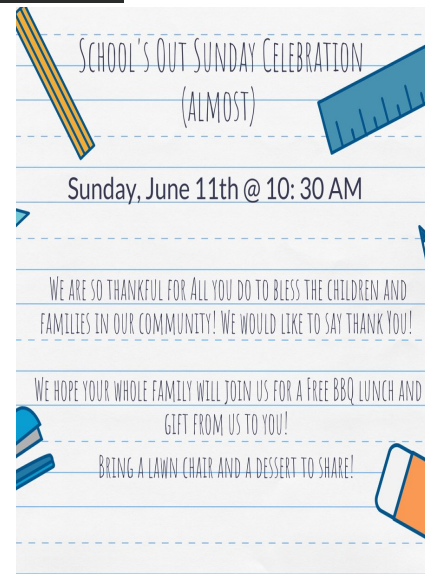 School's Out Sunday Celebration
(almost)
Sunday, June 11th @ 10: 30 AM
We are so thankful for All you do to bless the children and
families in our community! We would like to say thank You!
We hope your whole family will join us for a Free BBQ lunch and
gift from us to you!
Bring a lawn chair and a dessert to share!